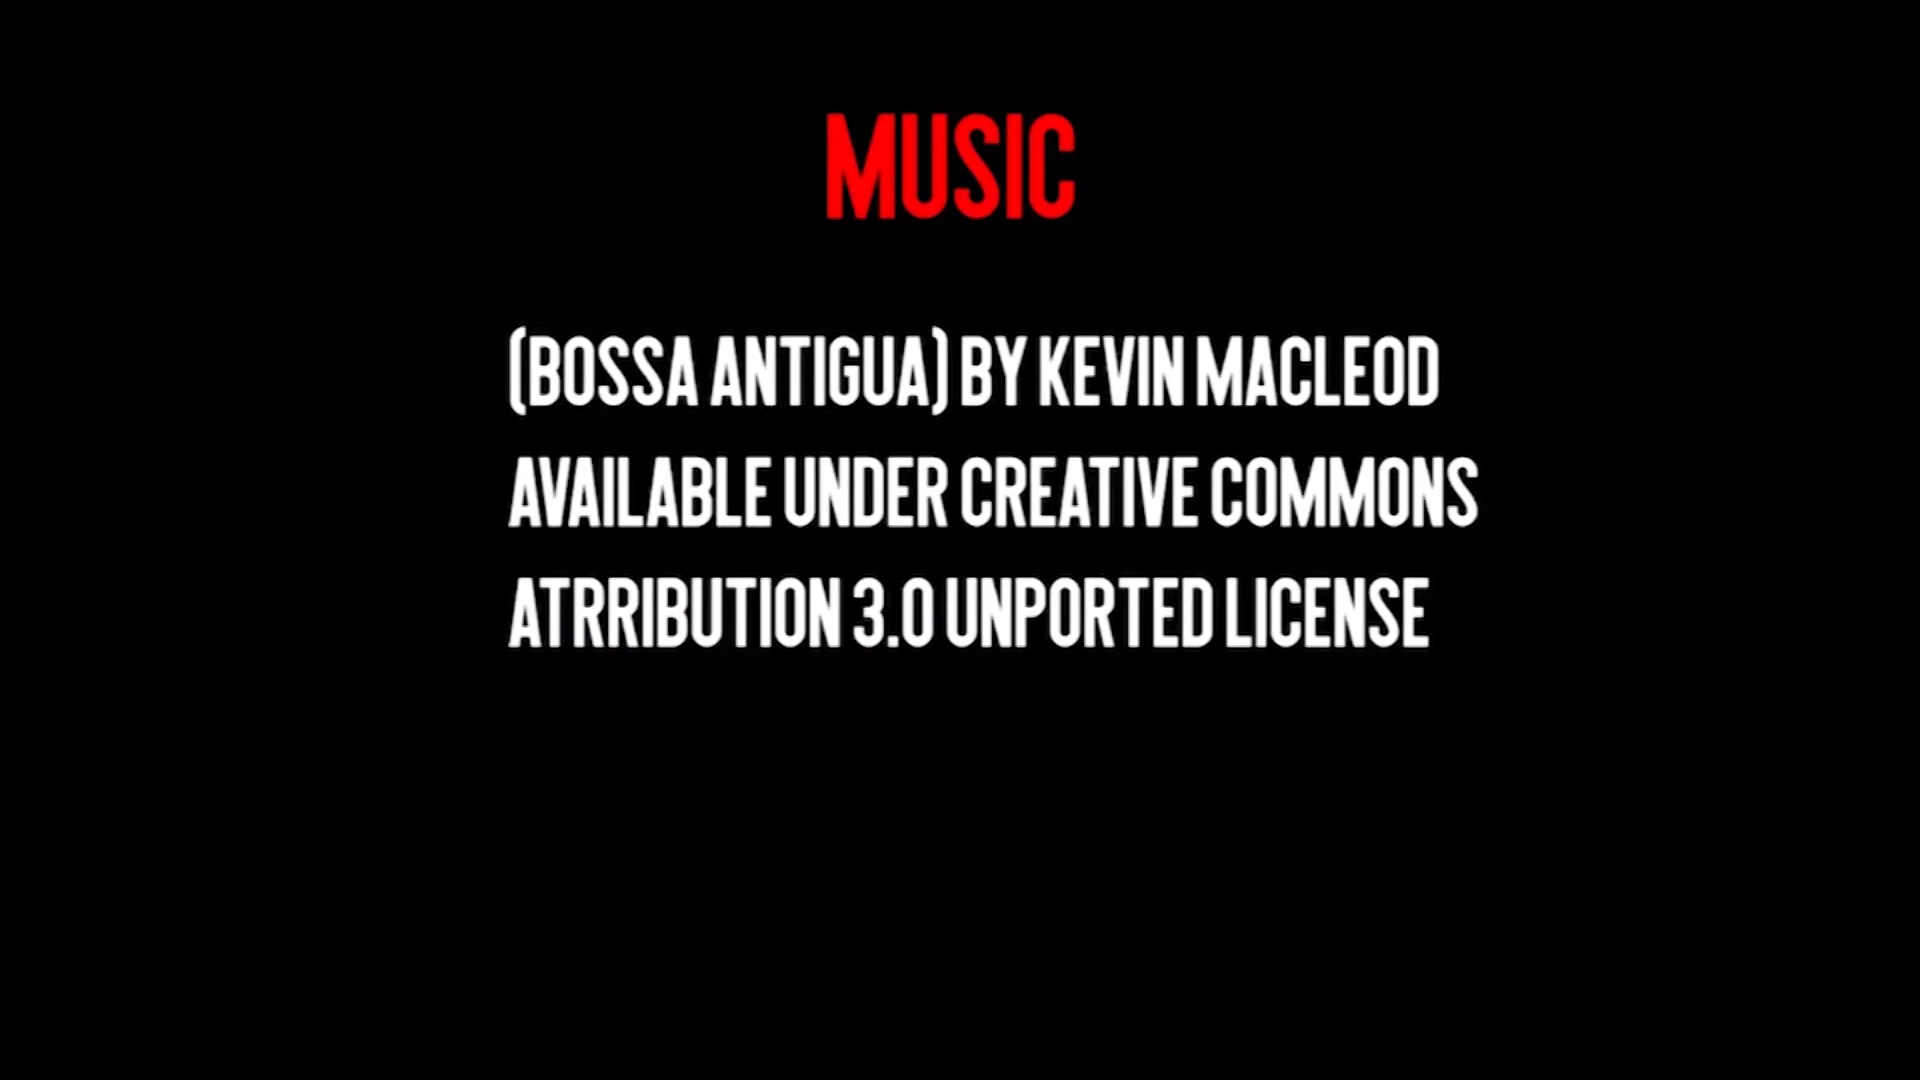 MUSIC
(BOSSA ANTIGUA) BY KEVIN MACLEOD
AVAILABLE UNDER CREATIVE COMMONS
ATRRIBUTION 3.0 UNPORTED LICENSE